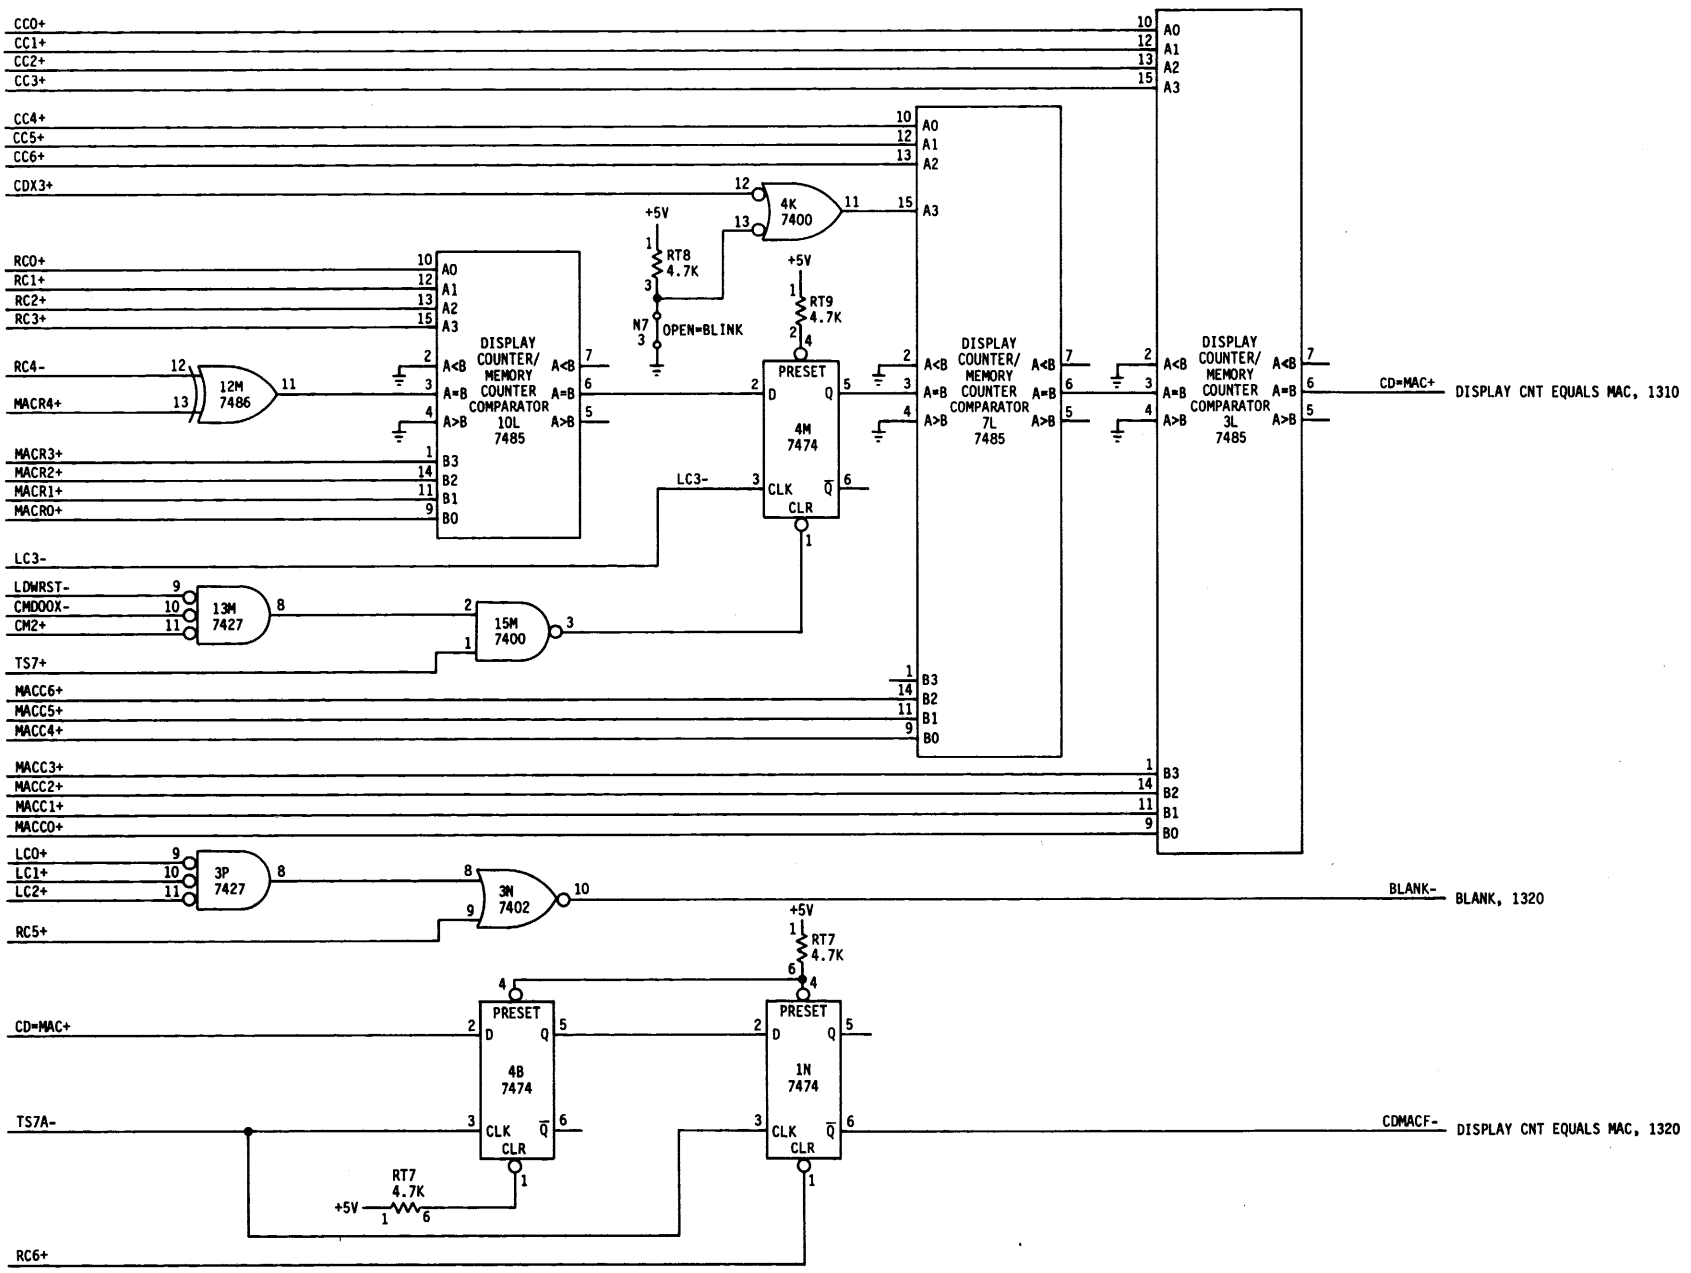 CC0+
CC1+
CC2+
CC3+
10 A0
12 A1
13 A2
15 A3
CC4+
CC5+
CC6+
CDX3+
10 A0
12 A1
13 A2
15 A3
12
13
4K
7400
11
+5V
1
RT8
4.7K
3
N7
3
OPEN=BLINK
+5V
1
RT9
4.7K
2
4
RC0+
RC1+
RC2+
RC3+
RC4-
MACR4+
MACR3+
MACR2+
MACR1+
MACR0+
12
13
12M
7486
11
10 A0
12 A1
13 A2
15 A3
2 A<B
3 A=B
4 A>B
1 B3
14 B2
11 B1
9 B0
DISPLAY
COUNTER/
MEMORY
COUNTER
COMPARATOR
10L
7485
A<B 7
A=B 6
A>B 5
PRESET
2 D
Q 5
4M
7474
LC3-
3 CLK
Q 6
CLR
1
2 A<B
3 A=B
4 A>B
DISPLAY
COUNTER/
MEMORY
COUNTER
COMPARATOR
7L
7485
A<B 7
A=B 6
A>B 5
2 A<B
3 A=B
4 A>B
DISPLAY
COUNTER/
MEMORY
COUNTER
COMPARATOR
3L
7485
A<B 7
A=B 6
A>B 5
CD=MAC+
DISPLAY CNT EQUALS MAC, 1310
LC3-
LDWRST-
CMD00X-
CM2+
9
10
11
13M
7427
8
2
1
15M
7400
3
TS7+
MACC6+
MACC5+
MACC4+
1 B3
14 B2
11 B1
9 B0
MACC3+
MACC2+
MACC1+
MACC0+
1 B3
14 B2
11 B1
9 B0
LC0+
LC1+
LC2+
9
10
11
3P
7427
8
8
9
3N
7402
10
RC5+
BLANK-
BLANK, 1320
+5V
1
RT7
4.7K
6
4
4
CD=MAC+
PRESET
2 D
Q 5
4B
7474
3 CLK
Q 6
CLR
1
PRESET
2 D
Q 5
1N
7474
3 CLK
Q 6
CLR
1
TS7A-
CDMACF-
DISPLAY CNT EQUALS MAC, 1320
RT7
4.7K
+5V
1
6
RC6+